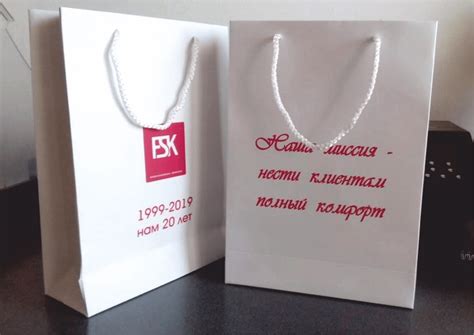 FSK
1999-2019
нам 20 лет
Наша миссия -
нести клиентам
полный комфорт